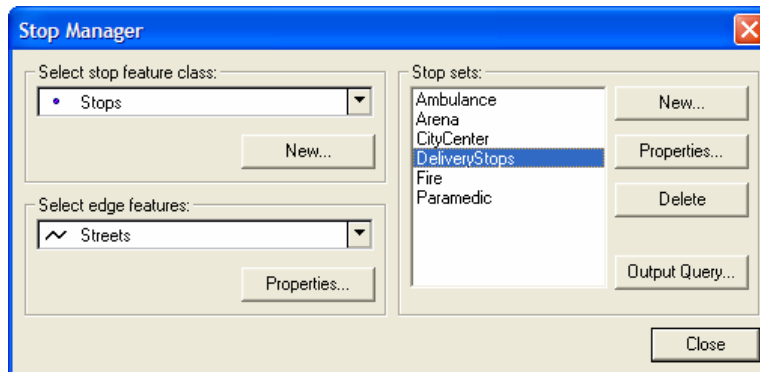 Stop Manager
Select stop feature class:
Stops
New...
Select edge features:
Streets
Properties...
Stop sets:
Ambulance
Arena
CityCenter
DeliveryStops
Fire
Paramedic
New...
Properties...
Delete
Output Query...
Close